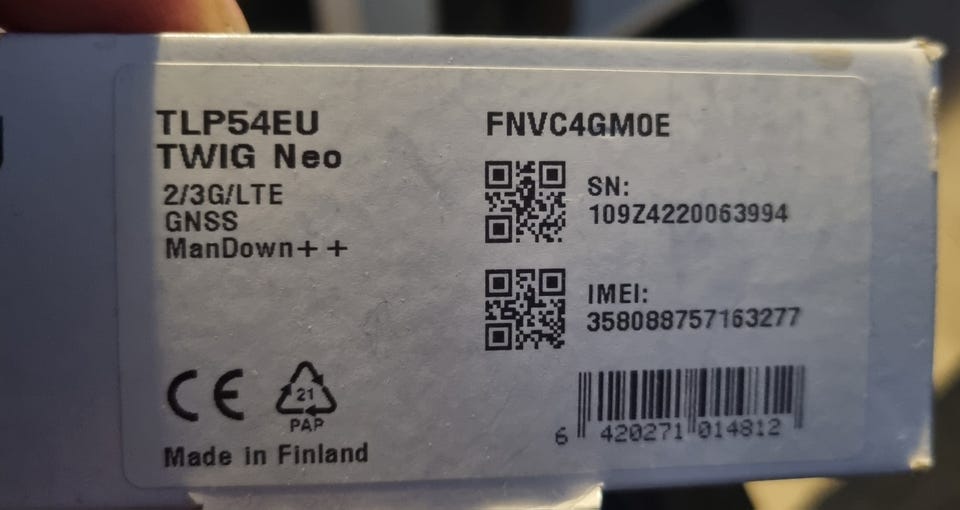 TLP54EU
TWIG Neo
2/3G/LTE
GNSS
ManDown++
FNVC4GM0E
SN:
109Z4220063994
IMEI:
358088757163277
CE
21
PAP
Made in Finland
6 420271 014812